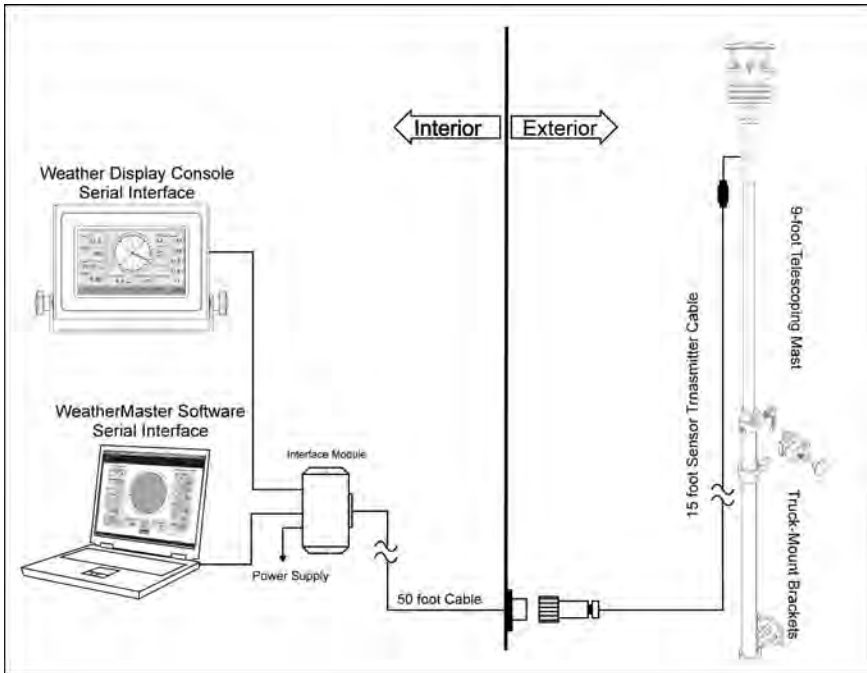 Interior
Exterior
Weather Display Console
Serial Interface
WeatherMaster Software
Serial Interface
Interface Module
Power Supply
50 foot Cable
15 foot Sensor Trnasmitter Cable
9-foot Telescoping Mast
Truck-Mount Brackets